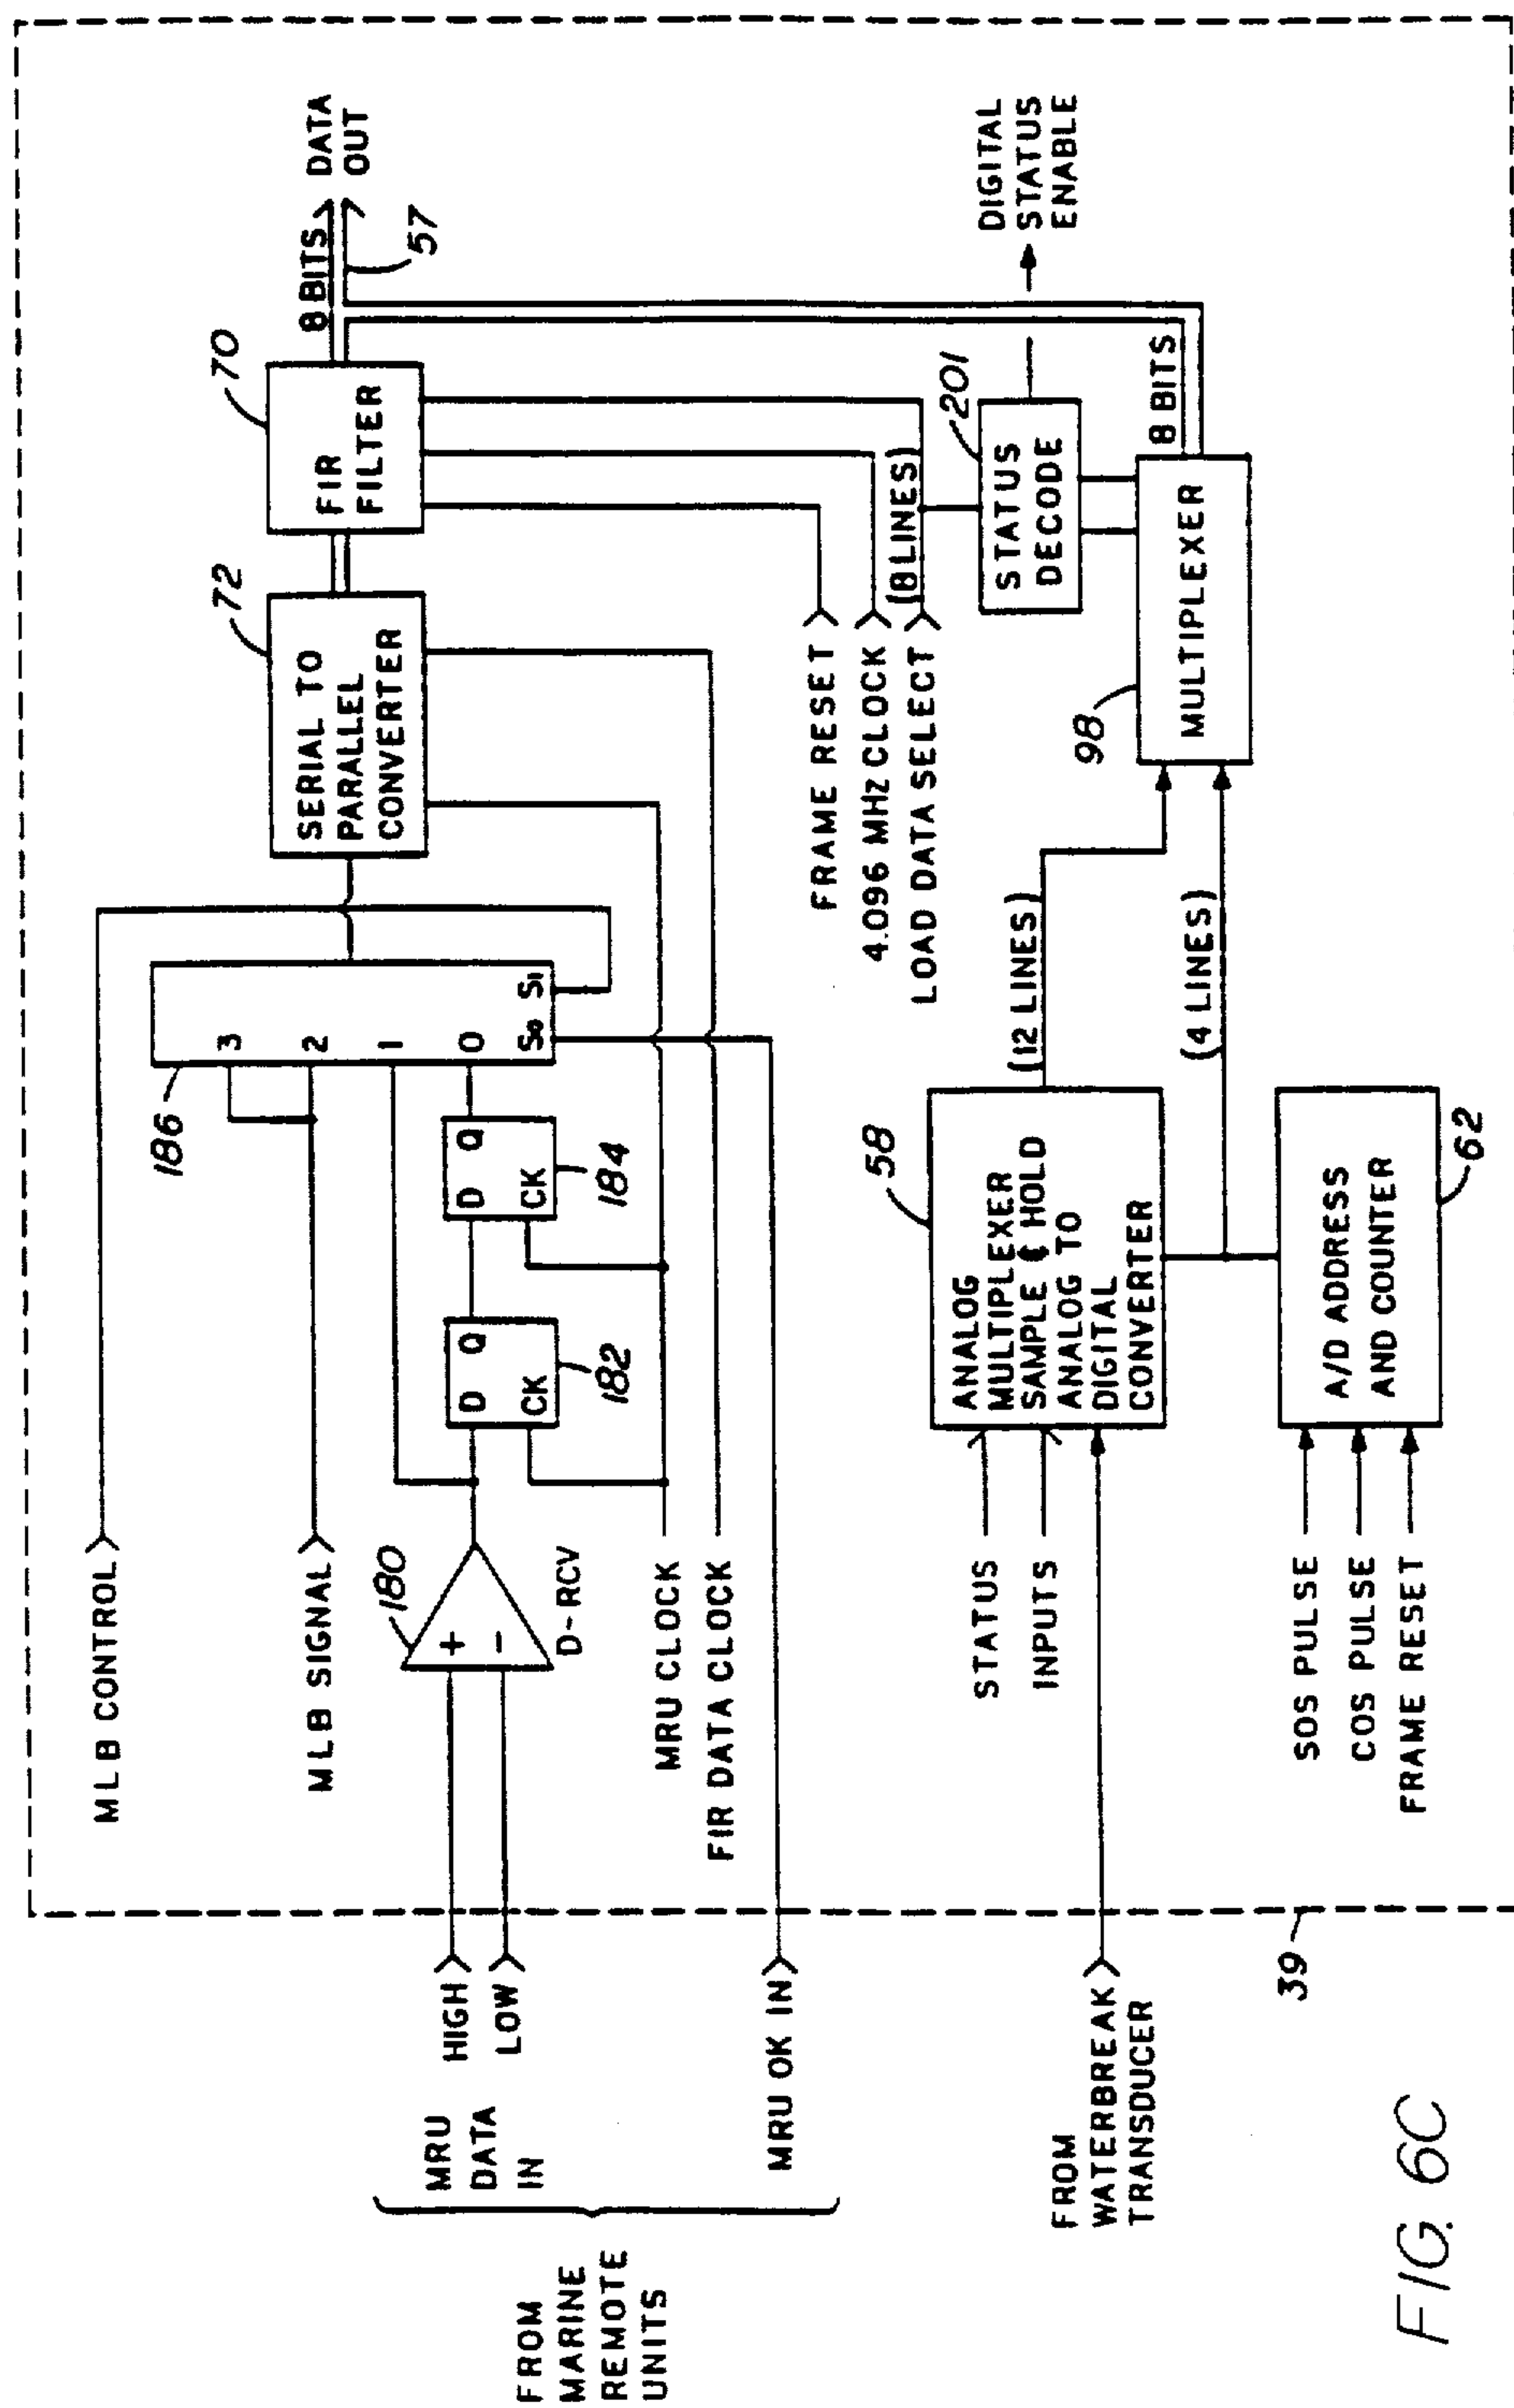 MLB CONTROL
MLB SIGNAL
186
3
2
1
0
S0 S1
72
SERIAL TO
PARALLEL
CONVERTER
70
FIR
FILTER
8 BITS
DATA
OUT
57
FROM
MARINE
REMOTE
UNITS
MRU
DATA
IN
HIGH
LOW
180
+
-
D-RCV
D Q
CK
182
D Q
CK
184
MRU CLOCK
FIR DATA CLOCK
MRU OK IN
FRAME RESET
4.096 MHz CLOCK
LOAD DATA SELECT
(8 LINES)
201
STATUS
DECODE
DIGITAL
STATUS
ENABLE
STATUS
INPUTS
FROM
WATERBREAK
TRANSDUCER
58
ANALOG
MULTIPLEXER
SAMPLE & HOLD
ANALOG TO
DIGITAL
CONVERTER
(12 LINES)
(4 LINES)
98
MULTIPLEXER
8 BITS
SOS PULSE
COS PULSE
FRAME RESET
A/D ADDRESS
AND COUNTER
62
39
FIG. 6C